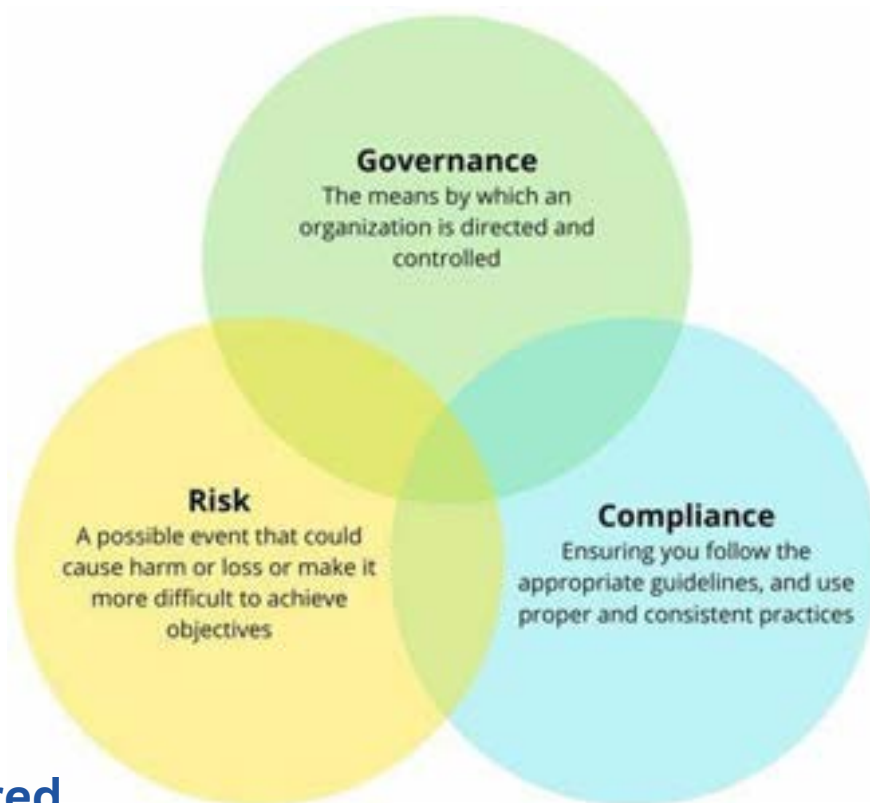 Governance
The means by which an
organization is directed and
controlled
Risk
A possible event that could
cause harm or loss or make it
more difficult to achieve
objectives
Compliance
Ensuring you follow the
appropriate guidelines, and use
proper and consistent practices